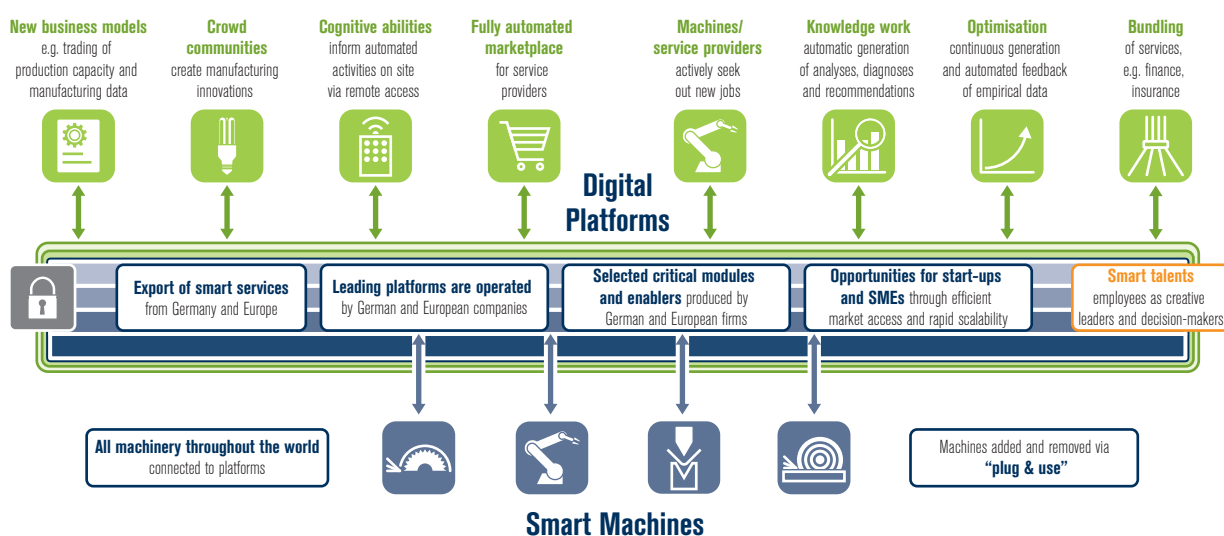 New business models
e.g. trading of
production capacity and
manufacturing data
Crowd
communities
create manufacturing
innovations
Cognitive abilities
inform automated
activities on site
via remote access
Fully automated
marketplace
for service
providers
Machines/
service providers
actively seek
out new jobs
Knowledge work
automatic generation
of analyses, diagnoses
and recommendations
Optimisation
continuous generation
and automated feedback
of empirical data
Bundling
of services,
e.g. finance,
insurance
Digital
Platforms
Export of smart services
from Germany and Europe
Leading platforms are operated
by German and European companies
Selected critical modules
and enablers produced by
German and European firms
Opportunities for start-ups
and SMEs through efficient
market access and rapid scalability
Smart talents
employees as creative
leaders and decision-makers
All machinery throughout the world
connected to platforms
Machines added and removed via
“plug & use”
Smart Machines